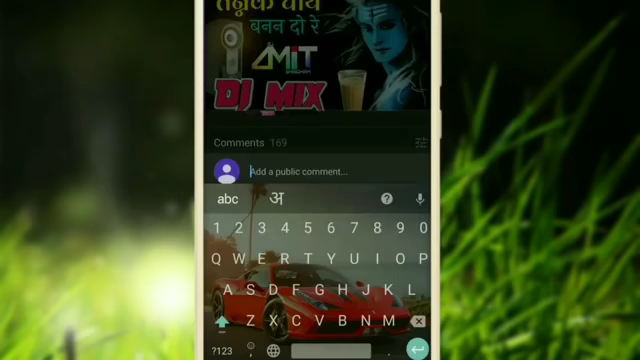 तनक चाय
बनन दो रे
AMIT
DJ MIX
Comments 169
Add a public comment...
abc अ
1 2 3 4 5 6 7 8 9 0
Q W E R T Y U I O P
A S D F G H J K L
Z X C V B N M
?123 .